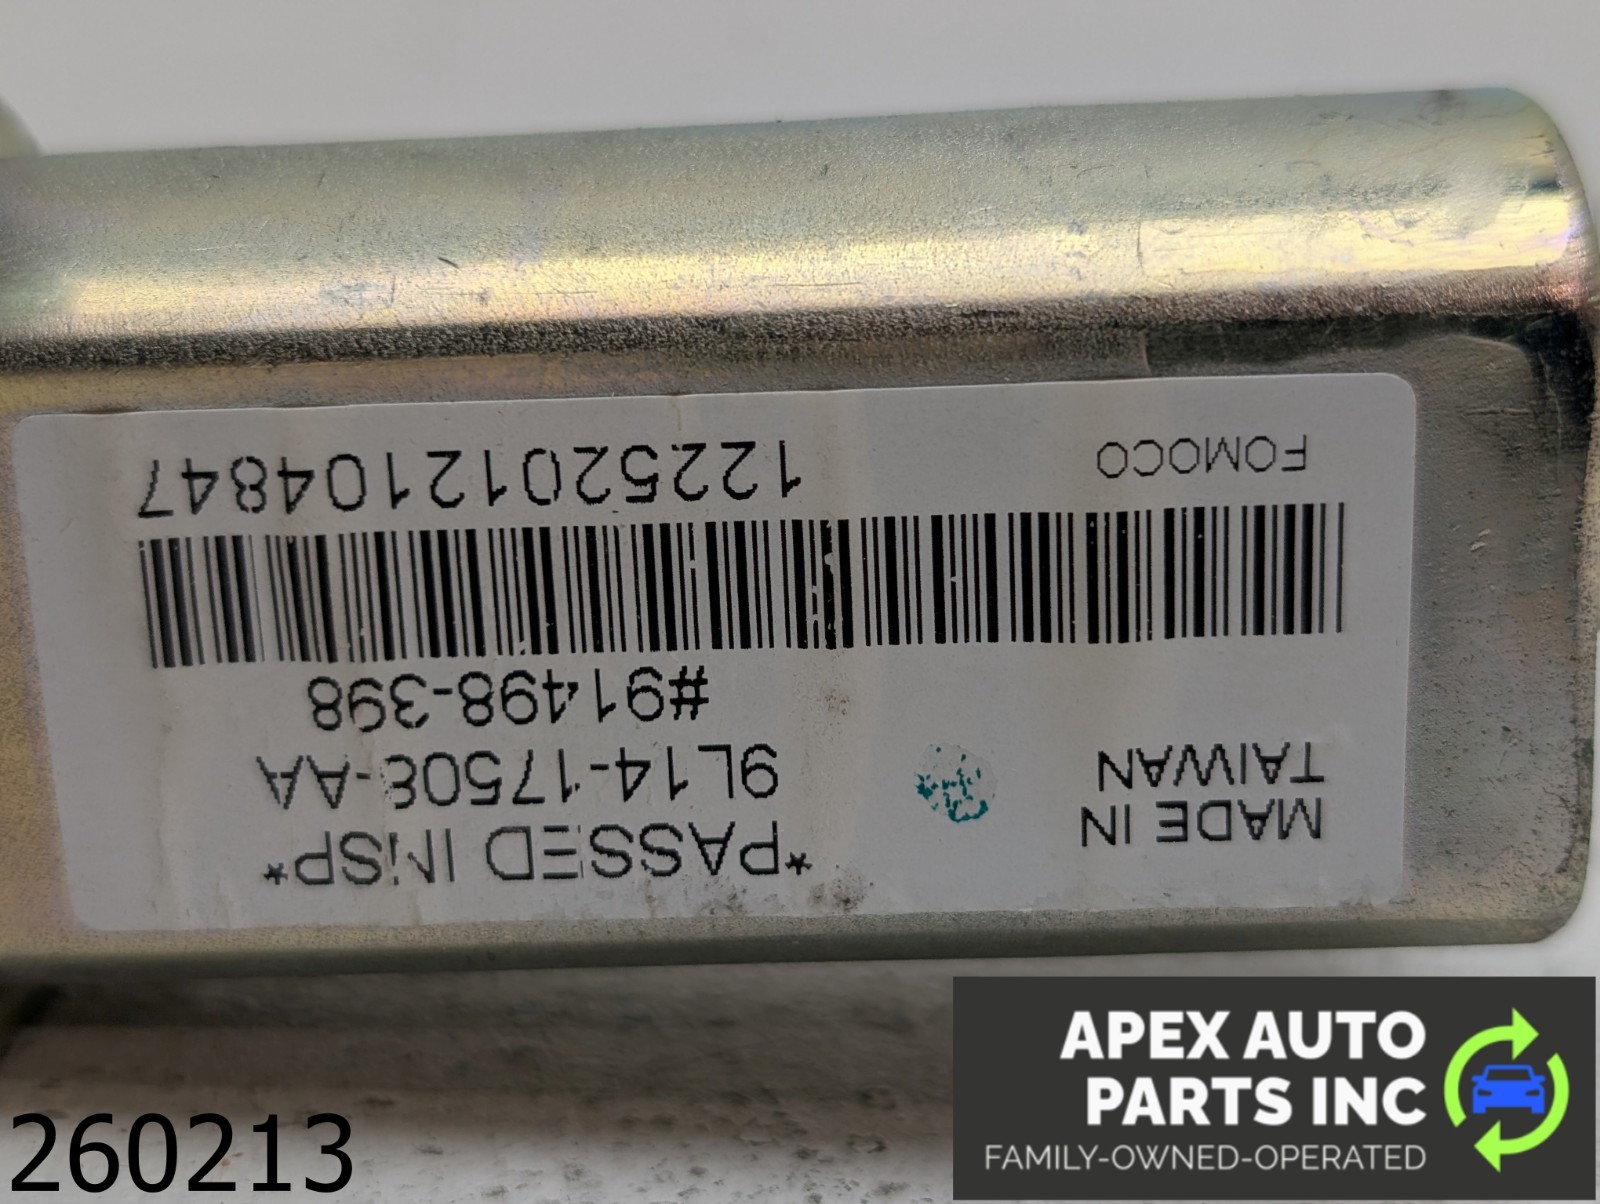 *PASSED INSP*
MADE IN
TAIWAN
9L14-17508-AA
#91498-398
FOMOCO
12252012104847
APEX AUTO
PARTS INC
FAMILY-OWNED-OPERATED
260213